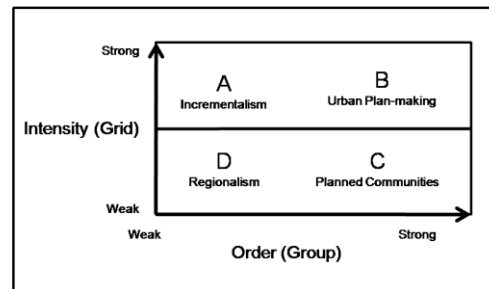 Strong
A
Incrementalism
B
Urban Plan-making
Intensity (Grid)
D
Regionalism
C
Planned Communities
Weak
Weak
Strong
Order (Group)